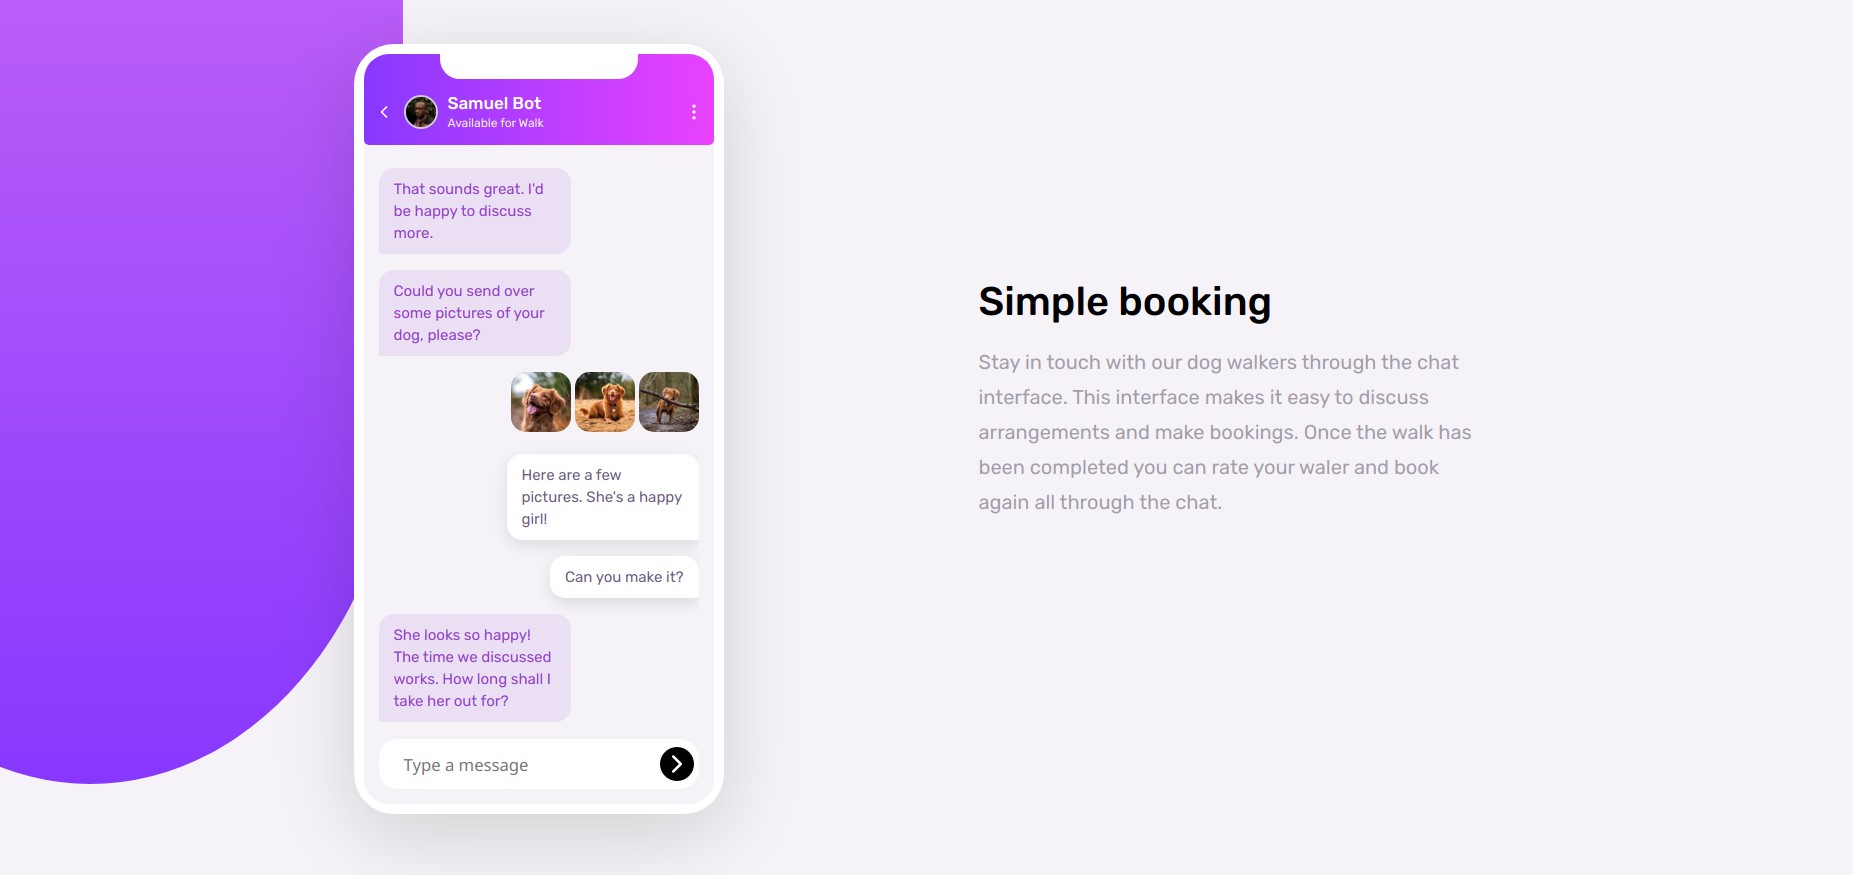 Samuel Bot
Available for Walk
That sounds great. I'd
be happy to discuss
more.
Could you send over
some pictures of your
dog, please?
Here are a few
pictures. She's a happy
girl!
Can you make it?
She looks so happy!
The time we discussed
works. How long shall I
take her out for?
Type a message
Simple booking
Stay in touch with our dog walkers through the chat
interface. This interface makes it easy to discuss
arrangements and make bookings. Once the walk has
been completed you can rate your waler and book
again all through the chat.